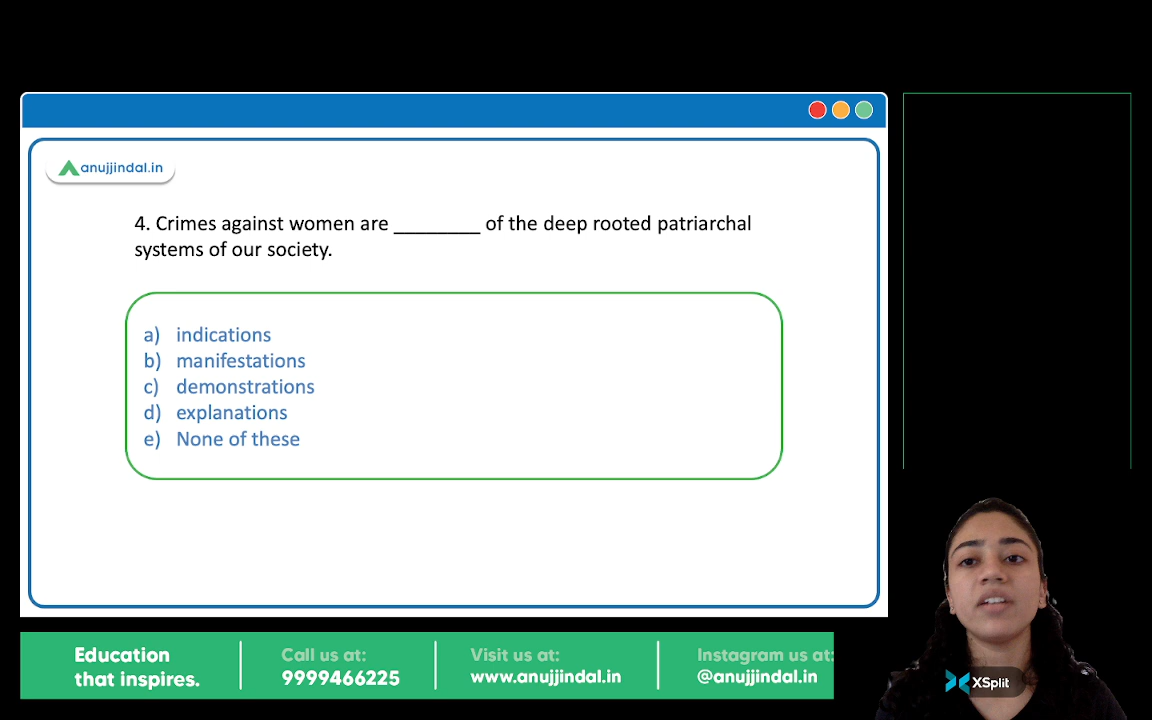 anujjindal.in
4. Crimes against women are ________ of the deep rooted patriarchal
systems of our society.
a) indications
b) manifestations
c) demonstrations
d) explanations
e) None of these
Education
that inspires.
Call us at:
9999466225
Visit us at:
www.anujjindal.in
Instagram us at:
@anujjindal.in
XSplit